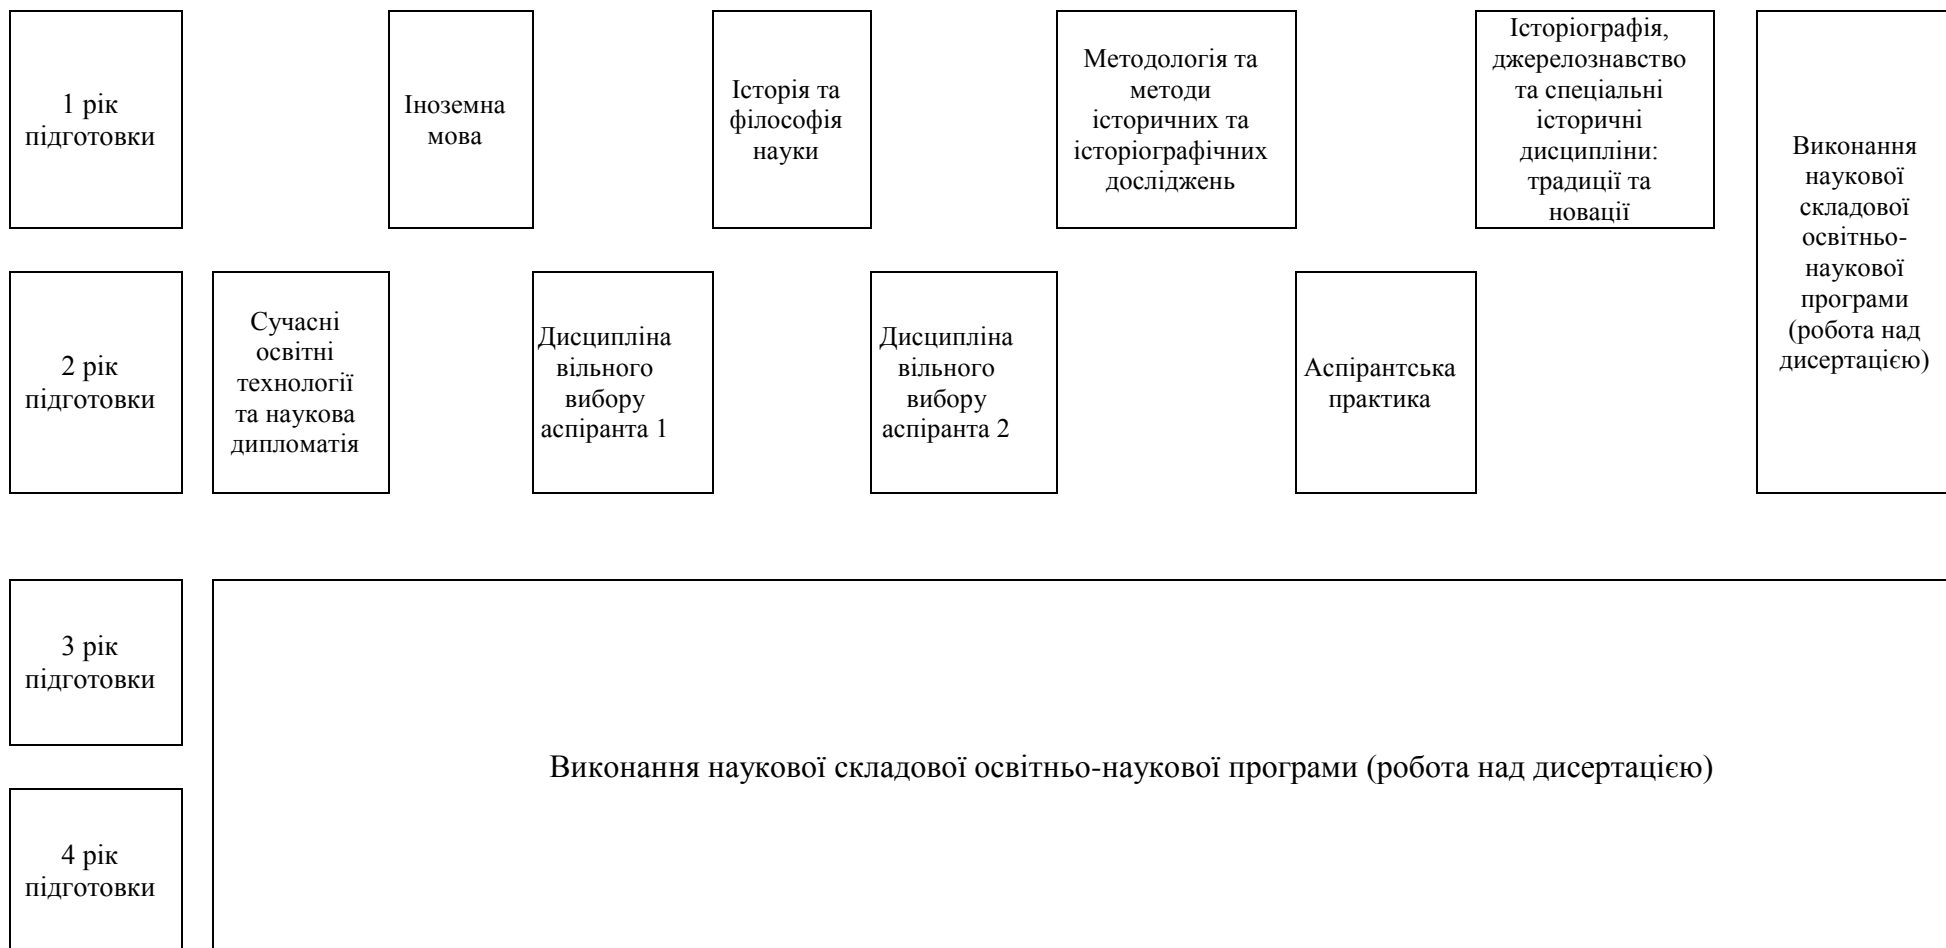 1 рік
підготовки
Іноземна
мова
Історія та
філософія
науки
Методологія та
методи
історичних та
історіографічних
досліджень
Історіографія,
джерелознавство
та спеціальні
історичні
дисципліни:
традиції та
новації
Виконання
наукової
складової
освітньо-
наукової
програми
(робота над
дисертацією)
2 рік
підготовки
Сучасні
освітні
технології
та наукова
дипломатія
Дисципліна
вільного
вибору
аспіранта 1
Дисципліна
вільного
вибору
аспіранта 2
Аспірантська
практика
3 рік
підготовки
Виконання наукової складової освітньо-наукової програми (робота над дисертацією)
4 рік
підготовки